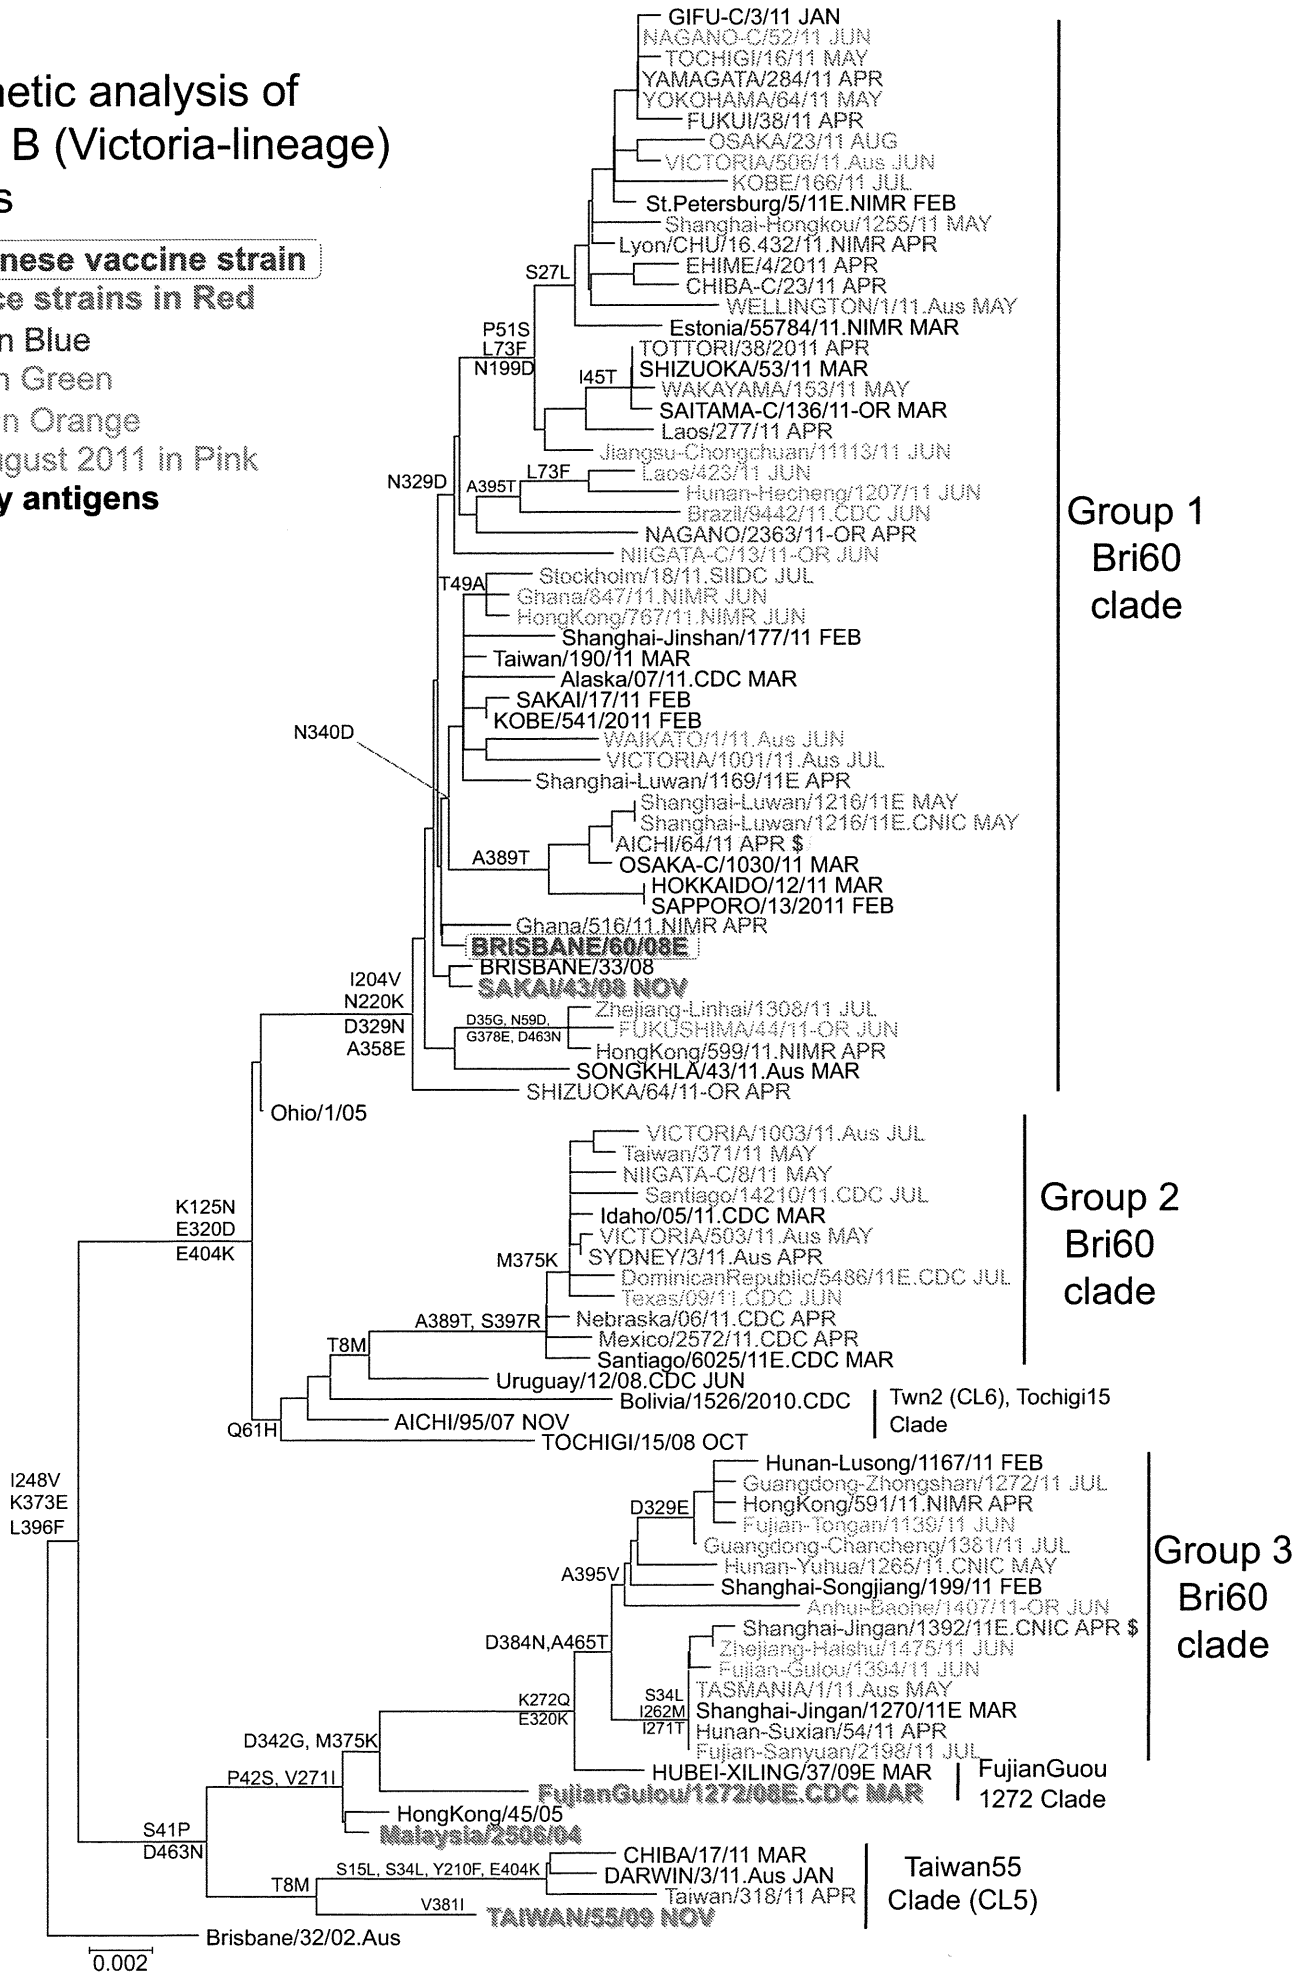 netic analysis of
B (Victoria-lineage)
s
nese vaccine strain
ce strains in Red
n Blue
n Green
n Orange
ugust 2011 in Pink
y antigens
GIFU-C/3/11 JAN
NAGANO-C/52/11 JUN
TOCHIGI/16/11 MAY
YAMAGATA/284/11 APR
YOKOHAMA/64/11 MAY
FUKUI/38/11 APR
OSAKA/23/11 AUG
VICTORIA/506/11.Aus JUN
KOBE/166/11 JUL
St.Petersburg/5/11E.NIMR FEB
Shanghai-Hongkou/1255/11 MAY
Lyon/CHU/16.432/11.NIMR APR
EHIME/4/2011 APR
S27L
CHIBA-C/23/11 APR
WELLINGTON/1/11.Aus MAY
Estonia/55784/11.NIMR MAR
P51S
L73F
N199D
TOTTORI/38/2011 APR
SHIZUOKA/53/11 MAR
I45T
WAKAYAMA/153/11 MAY
SAITAMA-C/136/11-OR MAR
Laos/277/11 APR
Jiangsu-Chongchuan/11113/11 JUN
L73F
Laos/423/11 JUN
N329D
A395T
Hunan-Hecheng/1207/11 JUN
Brazil/9442/11.CDC JUN
NAGANO/2363/11-OR APR
NIIGATA-C/13/11-OR JUN
Group 1
Bri60
clade
T49A
Stockholm/18/11.SIIDC JUL
Ghana/847/11.NIMR JUN
HongKong/767/11.NIMR JUN
Shanghai-Jinshan/177/11 FEB
Taiwan/190/11 MAR
Alaska/07/11.CDC MAR
SAKAI/17/11 FEB
KOBE/541/2011 FEB
N340D
WAIKATO/1/11.Aus JUN
VICTORIA/1001/11.Aus JUL
Shanghai-Luwan/1169/11E APR
Shanghai-Luwan/1216/11E MAY
Shanghai-Luwan/1216/11E.CNIC MAY
AICHI/64/11 APR $
A389T
OSAKA-C/1030/11 MAR
HOKKAIDO/12/11 MAR
SAPPORO/13/2011 FEB
Ghana/516/11.NIMR APR
BRISBANE/60/08E
BRISBANE/33/08
SAKAI/43/08 NOV
I204V
N220K
D329N
A358E
Zhejiang-Linhai/1308/11 JUL
D35G, N59D,
G378E, D463N
FUKUSHIMA/44/11-OR JUN
HongKong/599/11.NIMR APR
SONGKHLA/43/11.Aus MAR
SHIZUOKA/64/11-OR APR
Ohio/1/05
K125N
E320D
E404K
VICTORIA/1003/11.Aus JUL
Taiwan/371/11 MAY
NIIGATA-C/8/11 MAY
Santiago/14210/11.CDC JUL
Idaho/05/11.CDC MAR
VICTORIA/503/11.Aus MAY
M375K
SYDNEY/3/11.Aus APR
DominicanRepublic/5486/11E.CDC JUL
Texas/09/11.CDC JUN
A389T, S397R
Nebraska/06/11.CDC APR
Mexico/2572/11.CDC APR
T8M
Santiago/6025/11E.CDC MAR
Group 2
Bri60
clade
Uruguay/12/08.CDC JUN
Bolivia/1526/2010.CDC
AICHI/95/07 NOV
Q61H
TOCHIGI/15/08 OCT
Twn2 (CL6), Tochigi15
Clade
I248V
K373E
L396F
Hunan-Lusong/1167/11 FEB
Guangdong-Zhongshan/1272/11 JUL
D329E
HongKong/591/11.NIMR APR
Fujian-Tongan/1139/11 JUN
Guangdong-Chancheng/1381/11 JUL
Hunan-Yuhua/1265/11.CNIC MAY
A395V
Shanghai-Songjiang/199/11 FEB
Anhui-Baohe/1407/11-OR JUN
D384N,A465T
Shanghai-Jingan/1392/11E.CNIC APR $
Zhejiang-Haishu/1475/11 JUN
Fujian-Gulou/1394/11 JUN
TASMANIA/1/11.Aus MAY
S34L
I262M
I271T
Shanghai-Jingan/1270/11E MAR
Hunan-Suxian/54/11 APR
Fujian-Sanyuan/2198/11 JUL
Group 3
Bri60
clade
K272Q
E320K
D342G, M375K
HUBEI-XILING/37/09E MAR
P42S, V271I
FujianGulou/1272/08E.CDC MAR
FujianGuou
1272 Clade
HongKong/45/05
Malaysia/2506/04
S41P
D463N
CHIBA/17/11 MAR
S15L, S34L, Y210F, E404K
DARWIN/3/11.Aus JAN
T8M
Taiwan/318/11 APR
V381I
TAIWAN/55/09 NOV
Taiwan55
Clade (CL5)
Brisbane/32/02.Aus
0.002